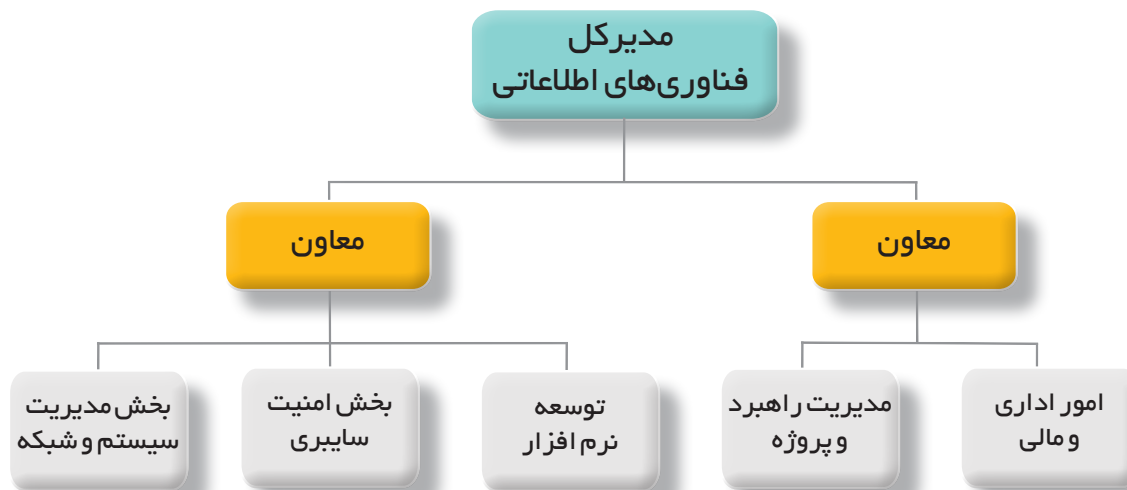 مدیرکل
فناوری‌های اطلاعاتی
معاون
معاون
امور اداری
و مالی
مدیریت راهبرد
و پروژه
توسعه
نرم افزار
بخش امنیت
سایبری
بخش مدیریت
سیستم و شبکه